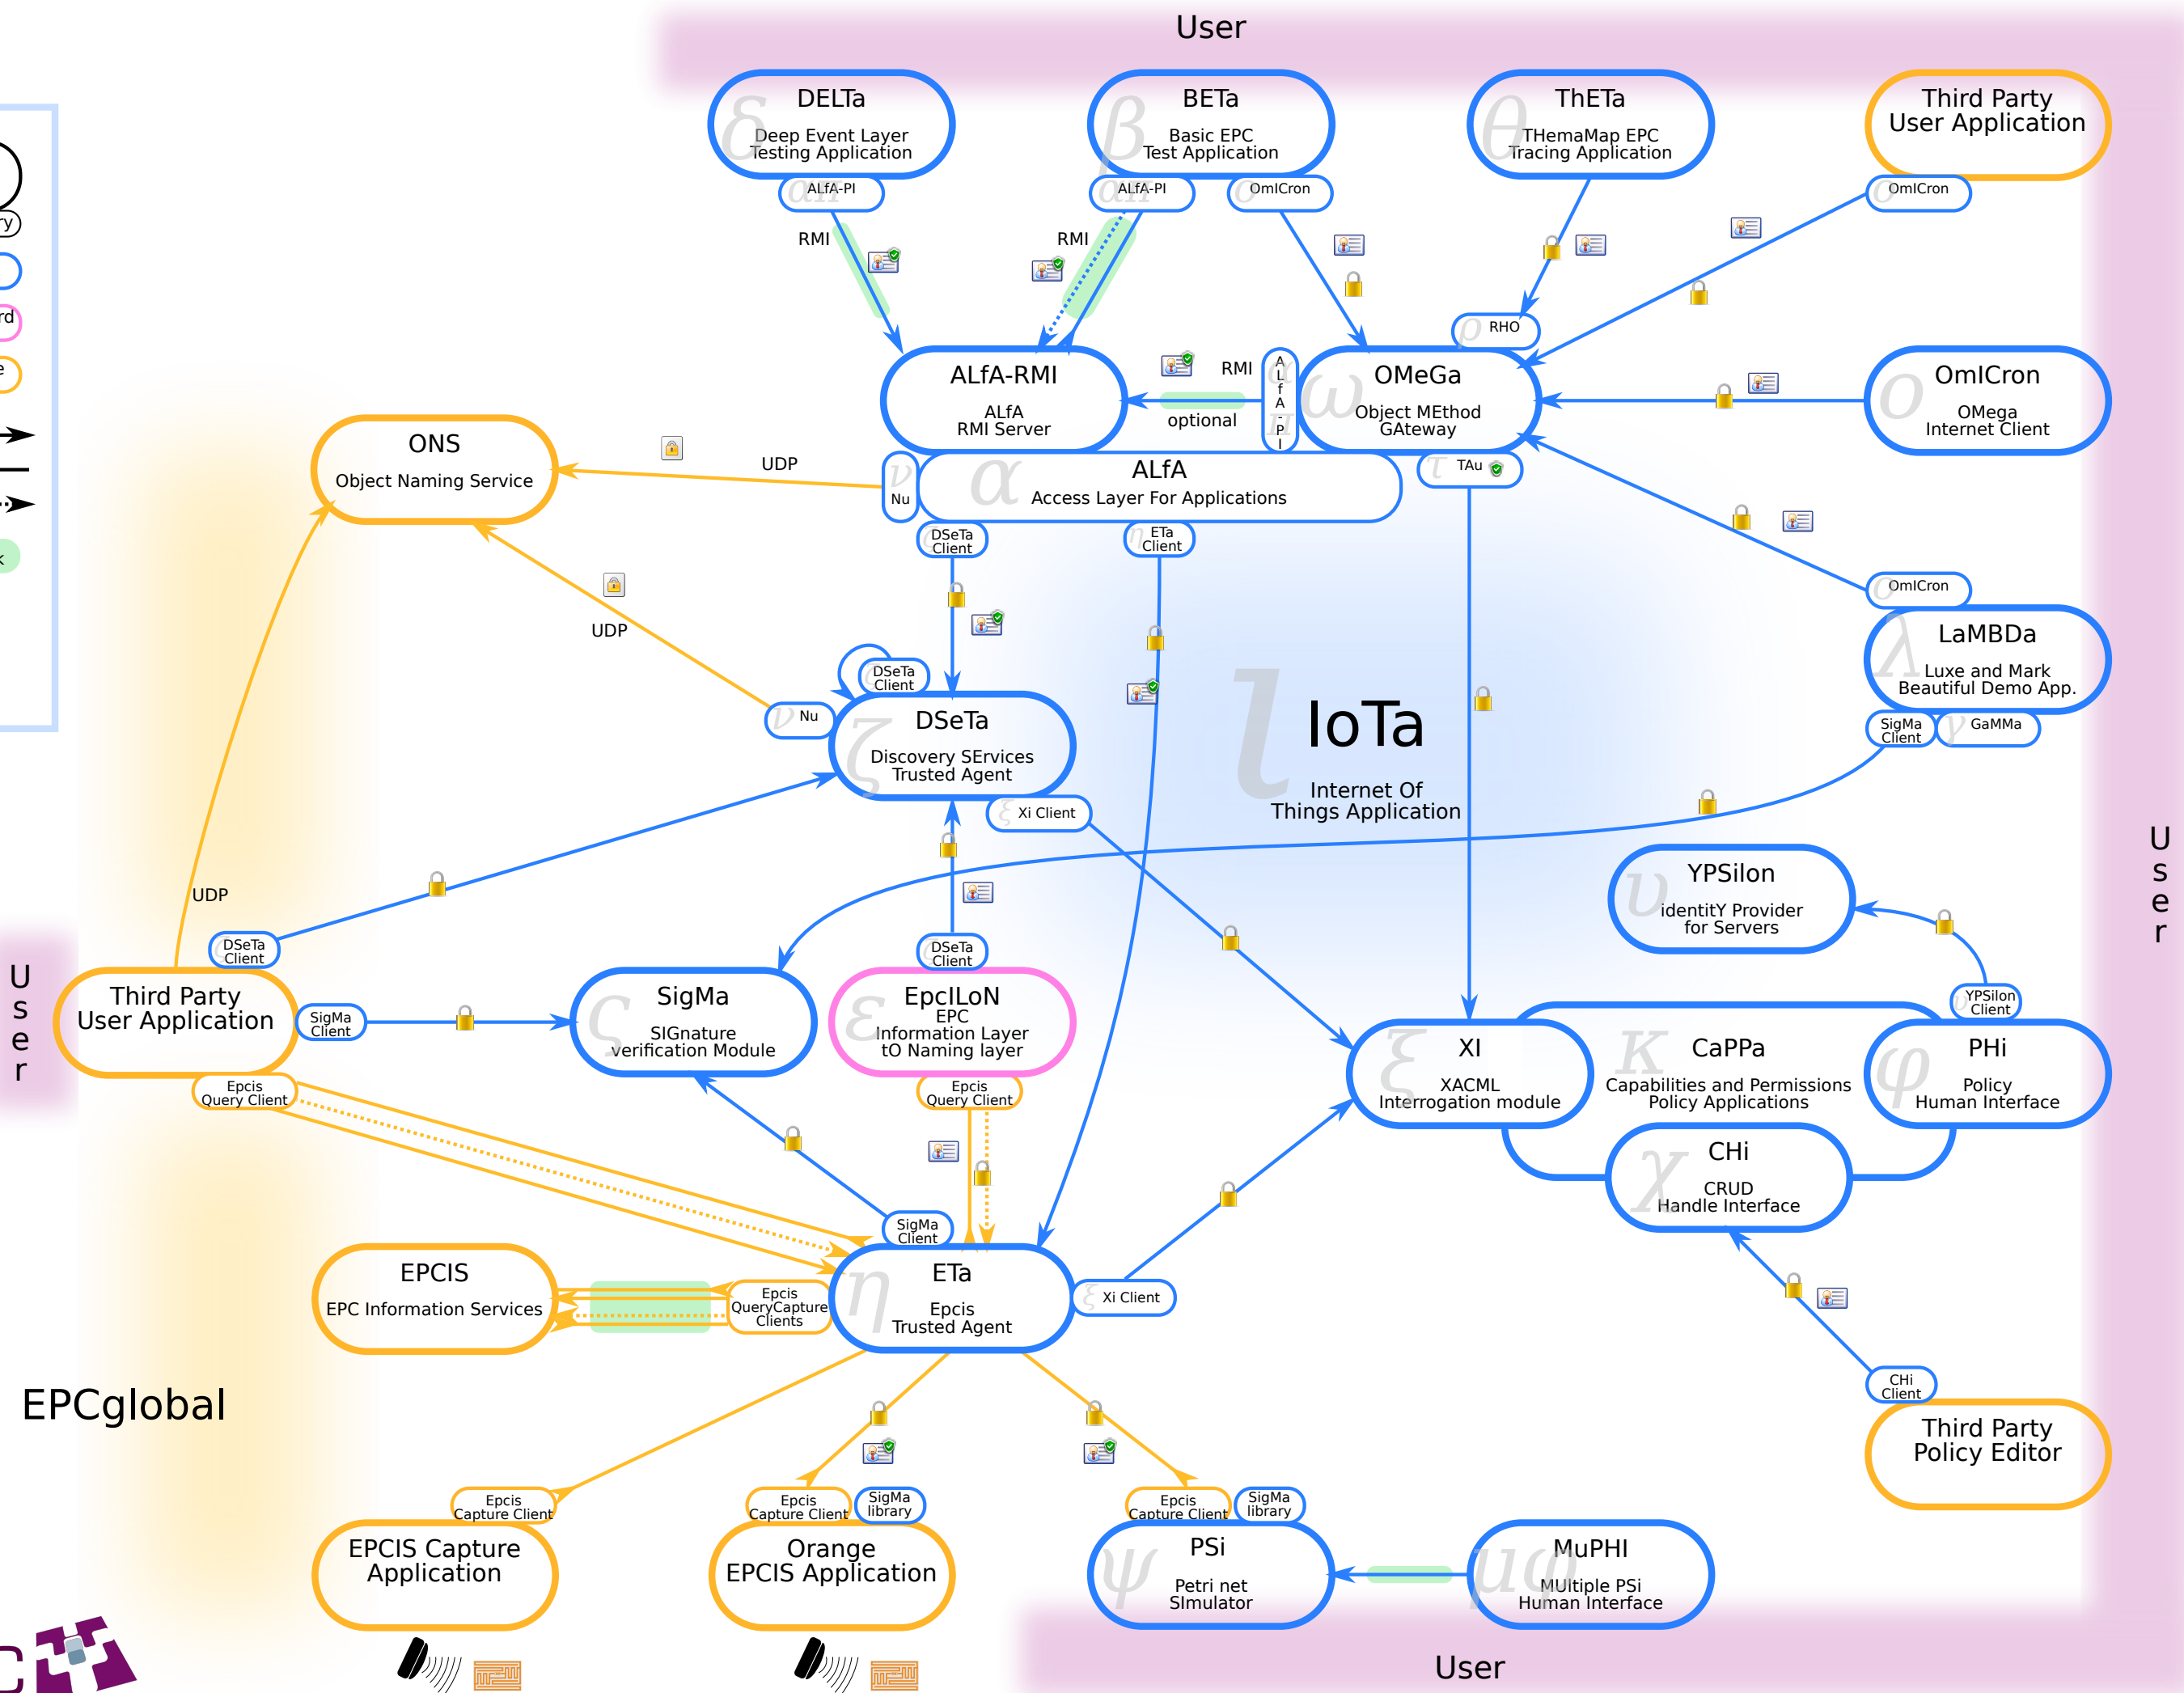 User
DELTa
Deep Event Layer
Testing Application
ALfA-PI
BETa
Basic EPC
Test Application
ALfA-PI
OmICron
ThETa
THemaMap EPC
Tracing Application
Third Party
User Application
OmICron
RMI
RMI
RHO
ALfA-RMI
ALfA
RMI Server
RMI
optional
ALfA-PI
OMeGa
Object MEthod
GAteway
TAu
OmICron
OMega
Internet Client
ONS
Object Naming Service
UDP
Nu
ALfA
Access Layer For Applications
DSeTa
Client
ETa
Client
UDP
OmICron
LaMBDa
Luxe and Mark
Beautiful Demo App.
SigMa
Client
GaMMa
DSeTa
Client
Nu
DSeTa
Discovery SErvices
Trusted Agent
Xi Client
IoTa
Internet Of
Things Application
User
YPSilon
identitY Provider
for Servers
YPSilon
Client
UDP
DSeTa
Client
User
Third Party
User Application
SigMa
Client
Epcis
Query Client
SigMa
SIGnature
verification Module
DSeTa
Client
EpcILoN
EPC
Information Layer
tO Naming layer
Epcis
Query Client
XI
XACML
Interrogation module
CaPPa
Capabilities and Permissions
Policy Applications
PHi
Policy
Human Interface
CHi
CRUD
Handle Interface
SigMa
Client
EPCIS
EPC Information Services
Epcis
QueryCapture
Clients
ETa
Epcis
Trusted Agent
Xi Client
CHi
Client
Third Party
Policy Editor
EPCglobal
Epcis
Capture Client
EPCIS Capture
Application
Epcis
Capture Client
SigMa
library
Orange
EPCIS Application
Epcis
Capture Client
SigMa
library
PSi
Petri net
SImulator
MuPHI
MUltiple PSi
Human Interface
User